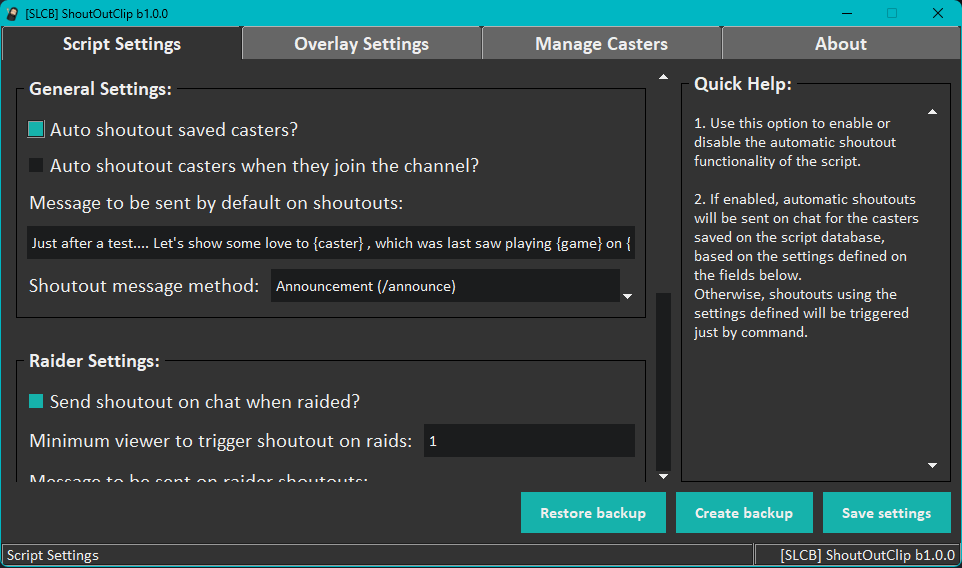 [SLCB] ShoutOutClip b1.0.0
Script Settings
Overlay Settings
Manage Casters
About
General Settings:
Auto shoutout saved casters?
Auto shoutout casters when they join the channel?
Message to be sent by default on shoutouts:
Just after a test.... Let's show some love to {caster} , which was last saw playing {game} on {
Shoutout message method:
Announcement (/announce)
Raider Settings:
Send shoutout on chat when raided?
Minimum viewer to trigger shoutout on raids:
1
Message to be sent on raider shoutouts:
Quick Help:
1. Use this option to enable or
disable the automatic shoutout
functionality of the script.
2. If enabled, automatic shoutouts
will be sent on chat for the casters
saved on the script database,
based on the settings defined on
the fields below.
Otherwise, shoutouts using the
settings defined will be triggered
just by command.
Restore backup
Create backup
Save settings
Script Settings
[SLCB] ShoutOutClip b1.0.0